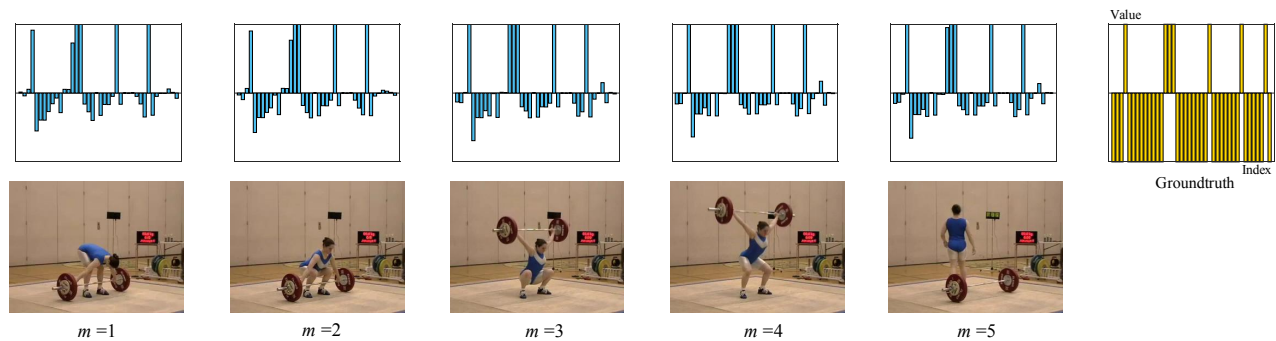 Value
Index
Groundtruth
m =1
m =2
m =3
m =4
m =5